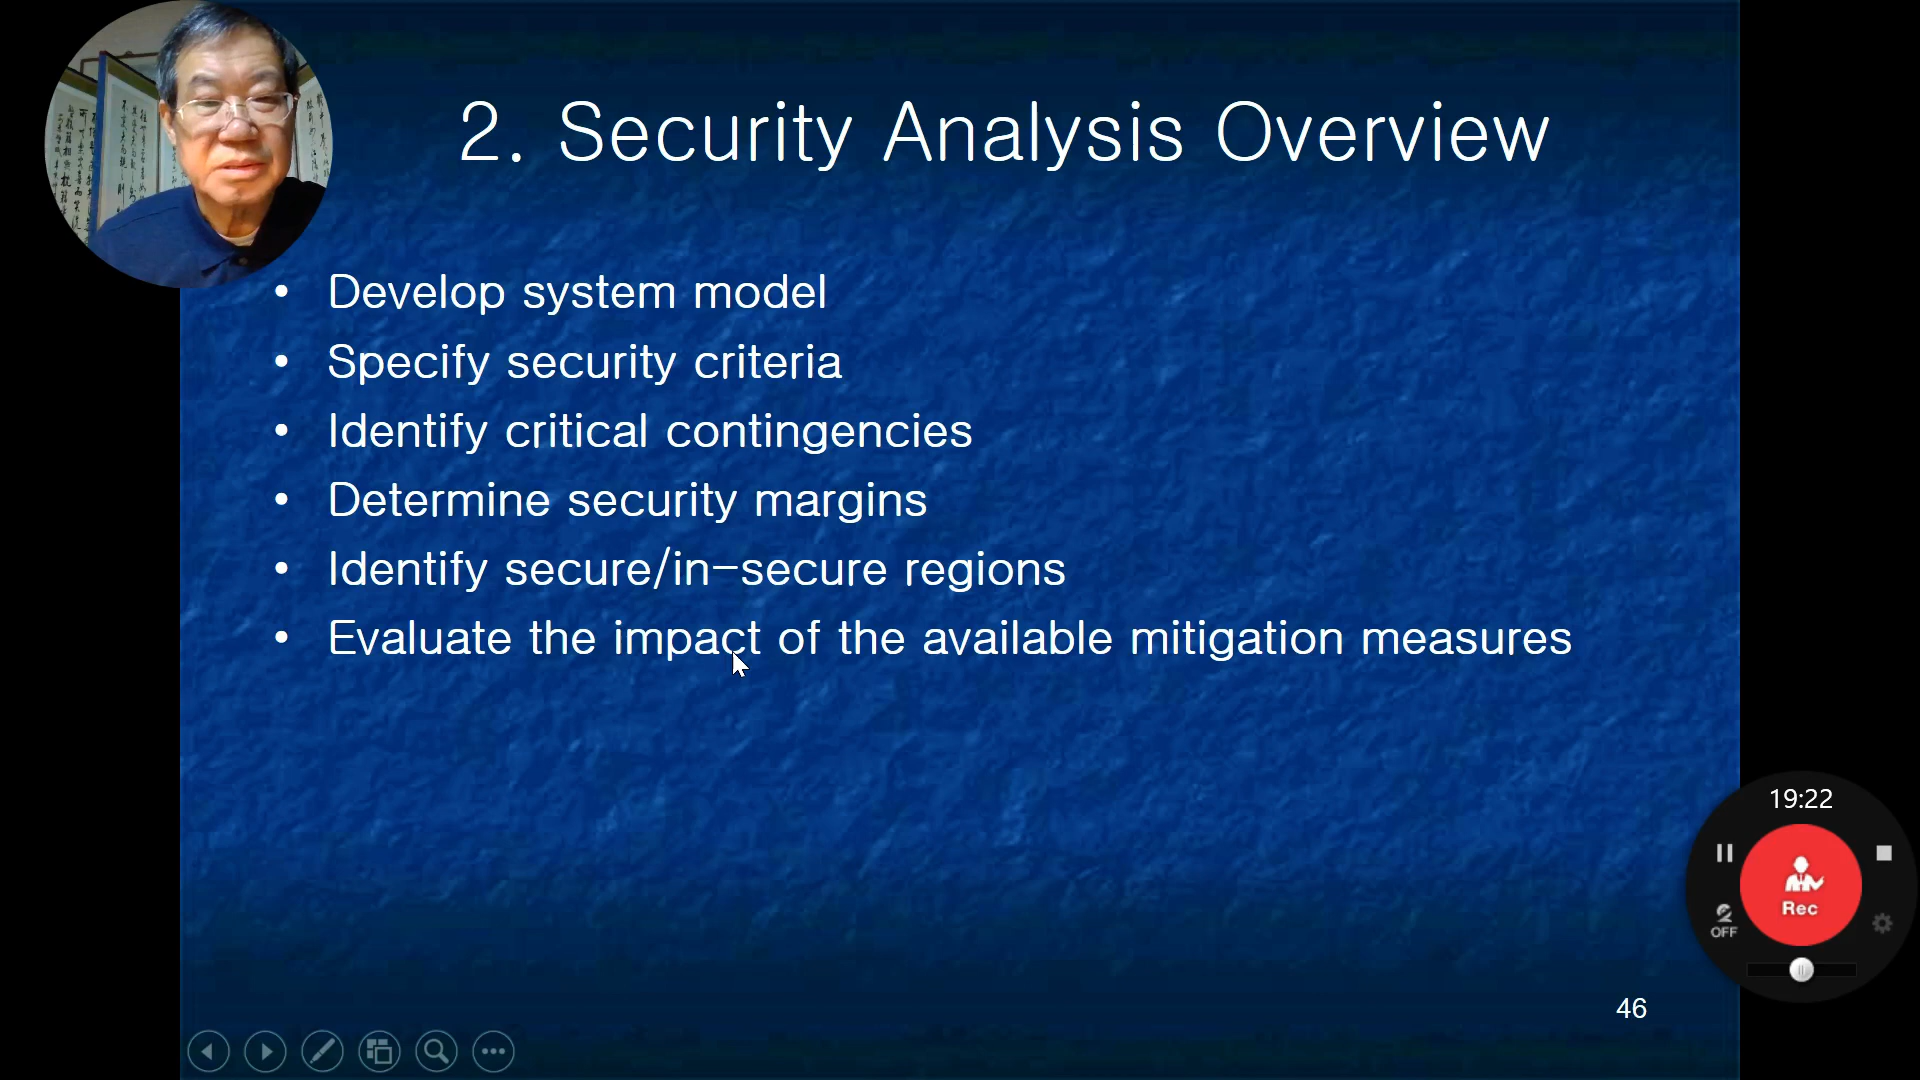 2. Security Analysis Overview
• Develop system model
• Specify security criteria
• Identify critical contingencies
• Determine security margins
• Identify secure/in-secure regions
• Evaluate the impact of the available mitigation measures
19:22
Rec
OFF
46